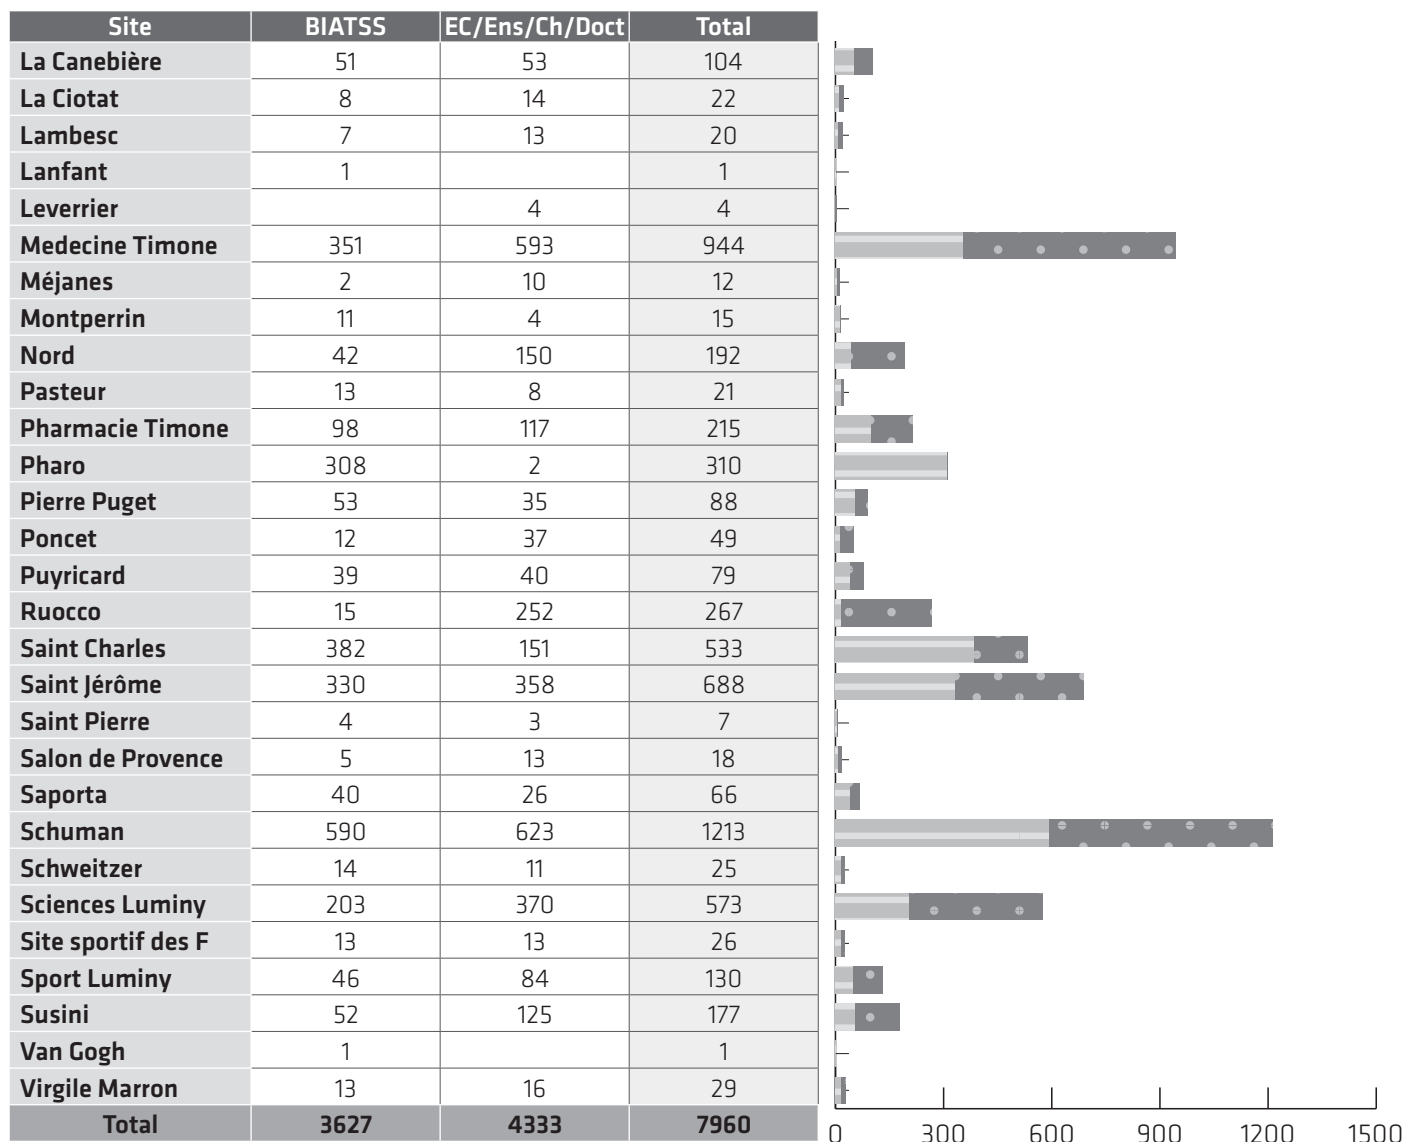 Site BIATSS EC/Ens/Ch/Doct Total
La Canebière 51 53 104
La Ciotat 8 14 22
Lambesc 7 13 20
Lanfant 1 1
Leverrier 4 4
Medecine Timone 351 593 944
Méjanes 2 10 12
Montperrin 11 4 15
Nord 42 150 192
Pasteur 13 8 21
Pharmacie Timone 98 117 215
Pharo 308 2 310
Pierre Puget 53 35 88
Poncet 12 37 49
Puyricard 39 40 79
Ruocco 15 252 267
Saint Charles 382 151 533
Saint Jérôme 330 358 688
Saint Pierre 4 3 7
Salon de Provence 5 13 18
Saporta 40 26 66
Schuman 590 623 1213
Schweitzer 14 11 25
Sciences Luminy 203 370 573
Site sportif des F 13 13 26
Sport Luminy 46 84 130
Susini 52 125 177
Van Gogh 1 1
Virgile Marron 13 16 29
Total 3627 4333 7960
0 300 600 900 1200 1500